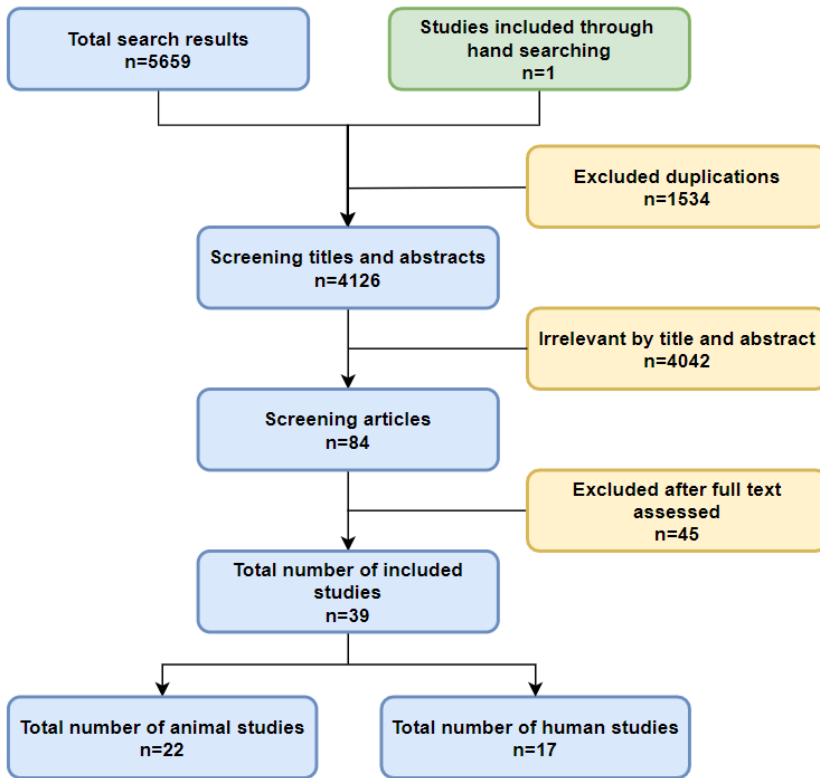 Total search results
n=5659
Studies included through
hand searching
n=1
Excluded duplications
n=1534
Screening titles and abstracts
n=4126
Irrelevant by title and abstract
n=4042
Screening articles
n=84
Excluded after full text
assessed
n=45
Total number of included
studies
n=39
Total number of animal studies
n=22
Total number of human studies
n=17